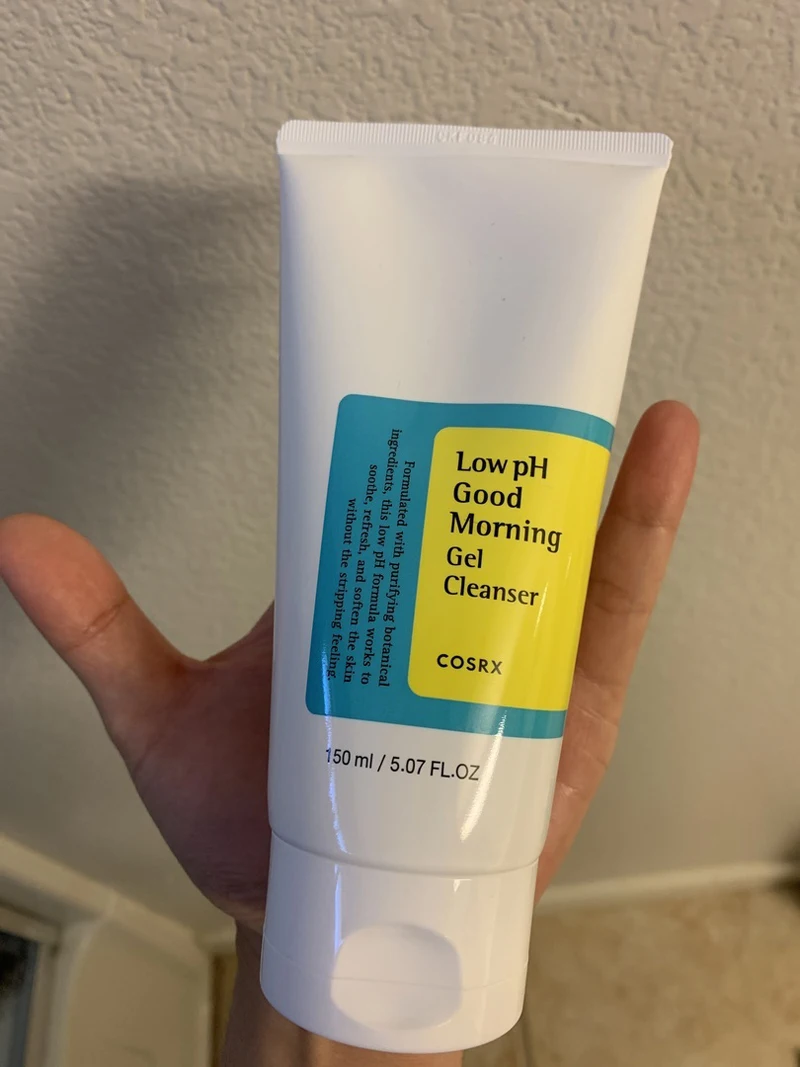 Low pH
Good
Morning
Gel
Cleanser
COSRX
Formulated with purifying botanical
ingredients, this low pH formula works to
soothe, refresh, and soften the skin
without the stripping feeling.
150 ml / 5.07 FL.OZ